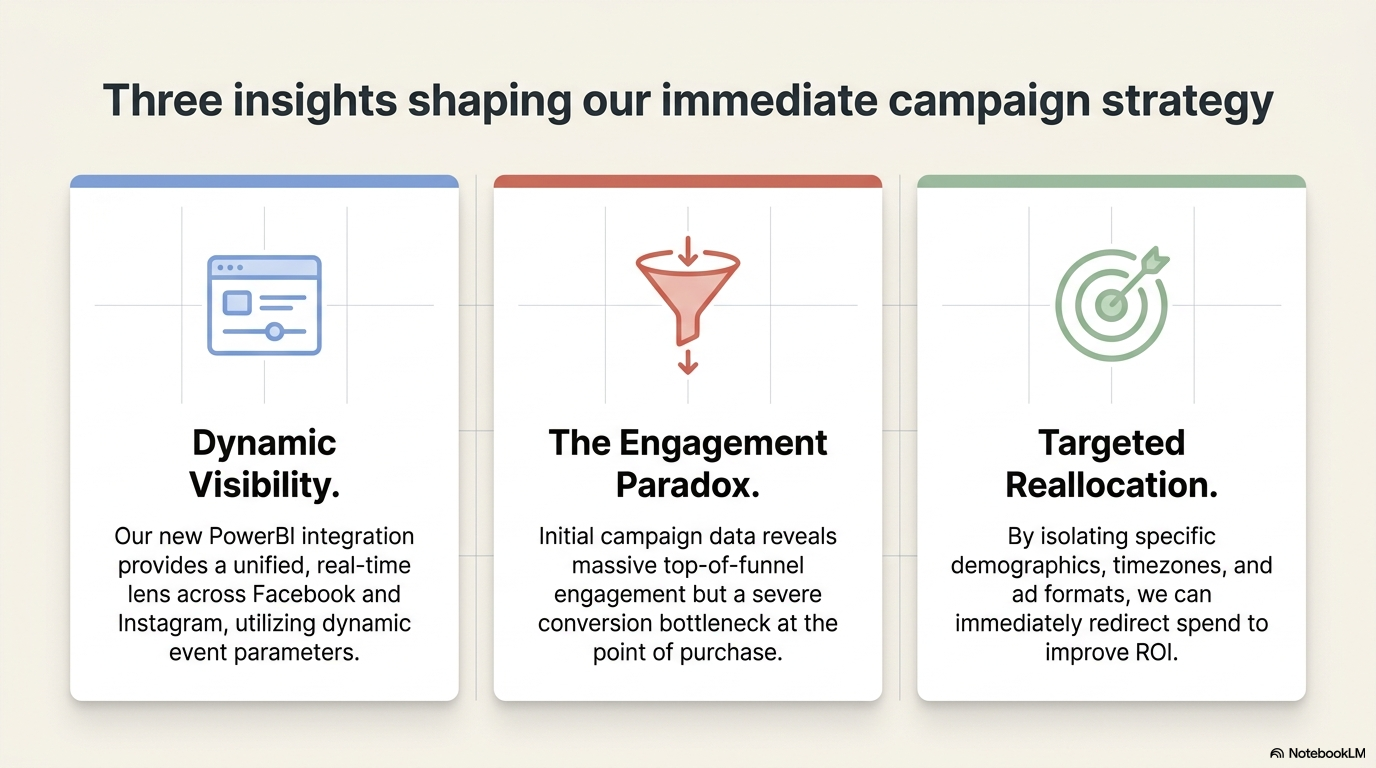 Three insights shaping our immediate campaign strategy
Dynamic
Visibility.
Our new PowerBI integration
provides a unified, real-time
lens across Facebook and
Instagram, utilizing dynamic
event parameters.
The Engagement
Paradox.
Initial campaign data reveals
massive top-of-funnel
engagement but a severe
conversion bottleneck at the
point of purchase.
Targeted
Reallocation.
By isolating specific
demographics, timezones, and
ad formats, we can
immediately redirect spend to
improve ROI.
NotebookLM